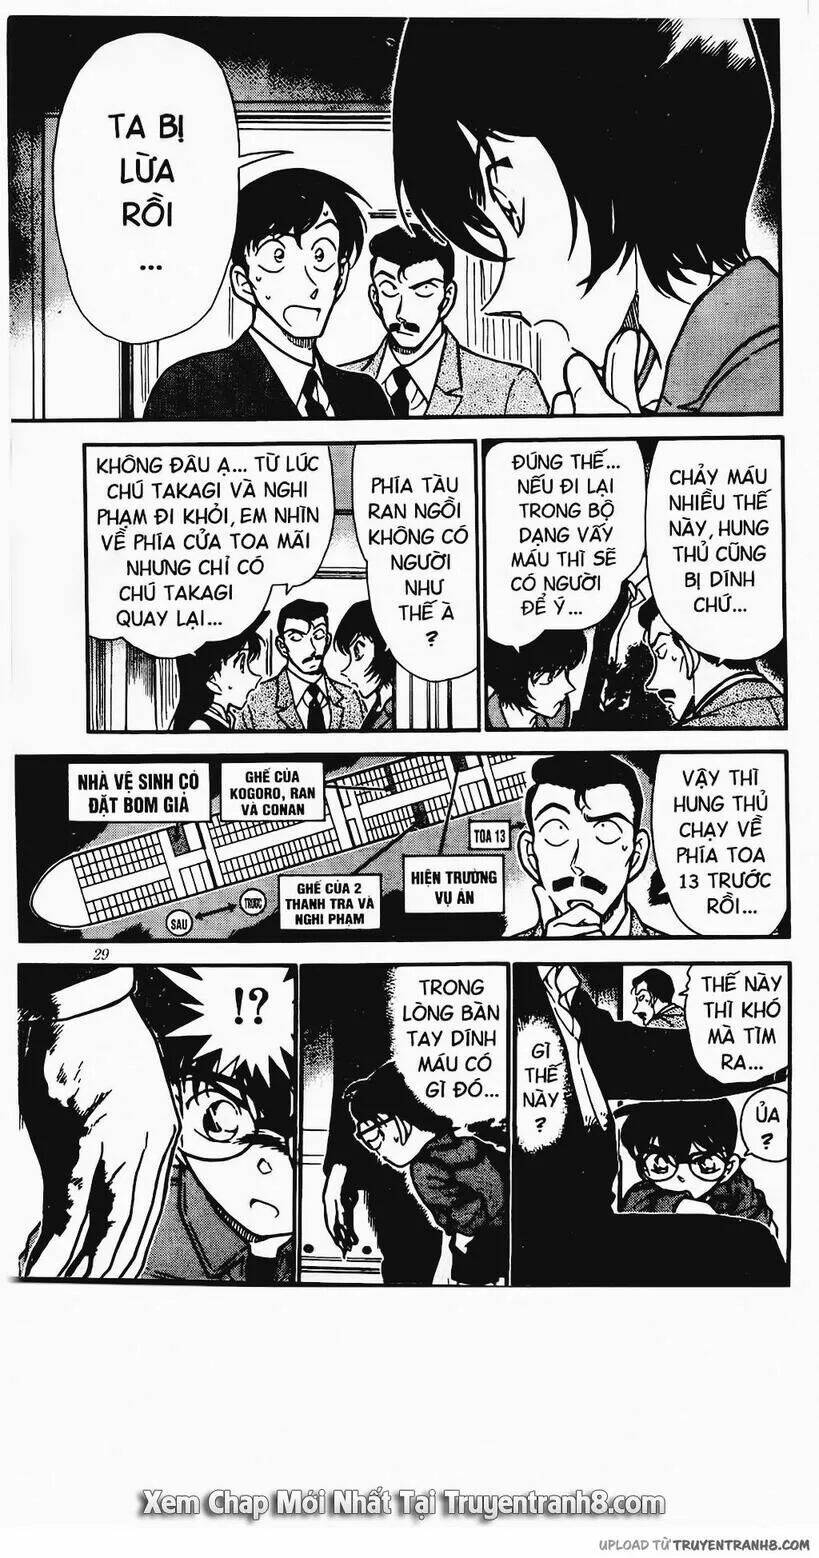 TA BỊ
LỪA
RỒI
...
CHẢY MÁU
NHIỀU THẾ
NÀY, HUNG
THỦ CŨNG
BỊ DÍNH
CHỨ...
ĐÚNG THẾ...
NẾU ĐI LẠI
TRONG BỘ
DẠNG VẤY
MÁU THÌ SẼ
CÓ NGƯỜI
ĐỂ Ý...
PHÍA TÀU
RAN NGỒI
KHÔNG CÓ
NGƯỜI
NHƯ
THẾ À
?
KHÔNG ĐÂU Ạ... TỪ LÚC
CHÚ TAKAGI VÀ NGHI
PHẠM ĐI KHỎI, EM NHÌN
VỀ PHÍA CỬA TOA MÃI
NHƯNG CHỈ CÓ
CHÚ TAKAGI
QUAY LẠI...
VẬY THÌ
HUNG THỦ
CHẠY VỀ
PHÍA TOA
13 TRƯỚC
RỒI...
TOA 13
HIỆN TRƯỜNG
VỤ ÁN
GHẾ CỦA
KOGORO, RAN
VÀ CONAN
GHẾ CỦA 2
THANH TRA VÀ
NGHI PHẠM
NHÀ VỆ SINH CÓ
ĐẶT BOM GIẢ
TRƯỚC
SAU
29
THẾ NÀY
THÌ KHÓ
MÀ TÌM
RA...
ỦA
?
GÌ
THẾ
NÀY
?
TRONG
LÒNG BÀN
TAY DÍNH
MÁU CÓ
GÌ ĐÓ...
!?
Xem Chap Mới Nhất Tại Truyentranh8.com
UPLOAD TỪ TRUYENTRANH8.COM